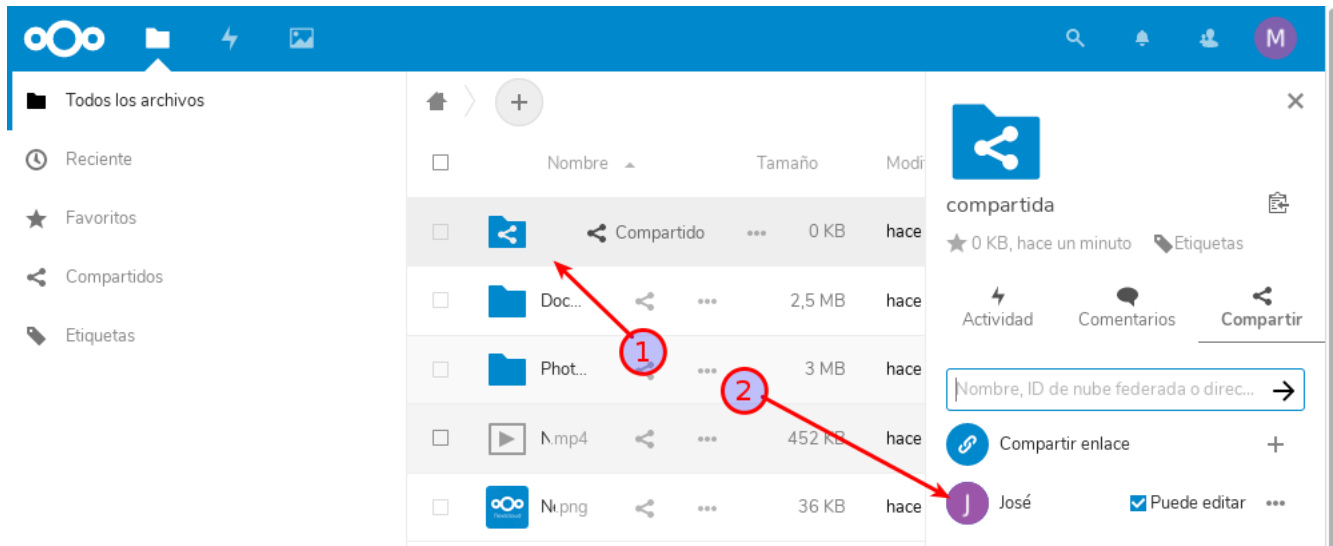 M
Todos los archivos
Reciente
Favoritos
Compartidos
Etiquetas
+
Nombre Tamaño Modi
Compartido ... 0 KB hace
Doc... ... 2,5 MB hace
Phot... ... 3 MB hace
N.mp4 ... 452 KB hace
.png ... 36 KB hace
1
2
compartida
0 KB, hace un minuto Etiquetas
Actividad Comentarios Compartir
Nombre, ID de nube federada o direc...
Compartir enlace +
J José Puede editar ...